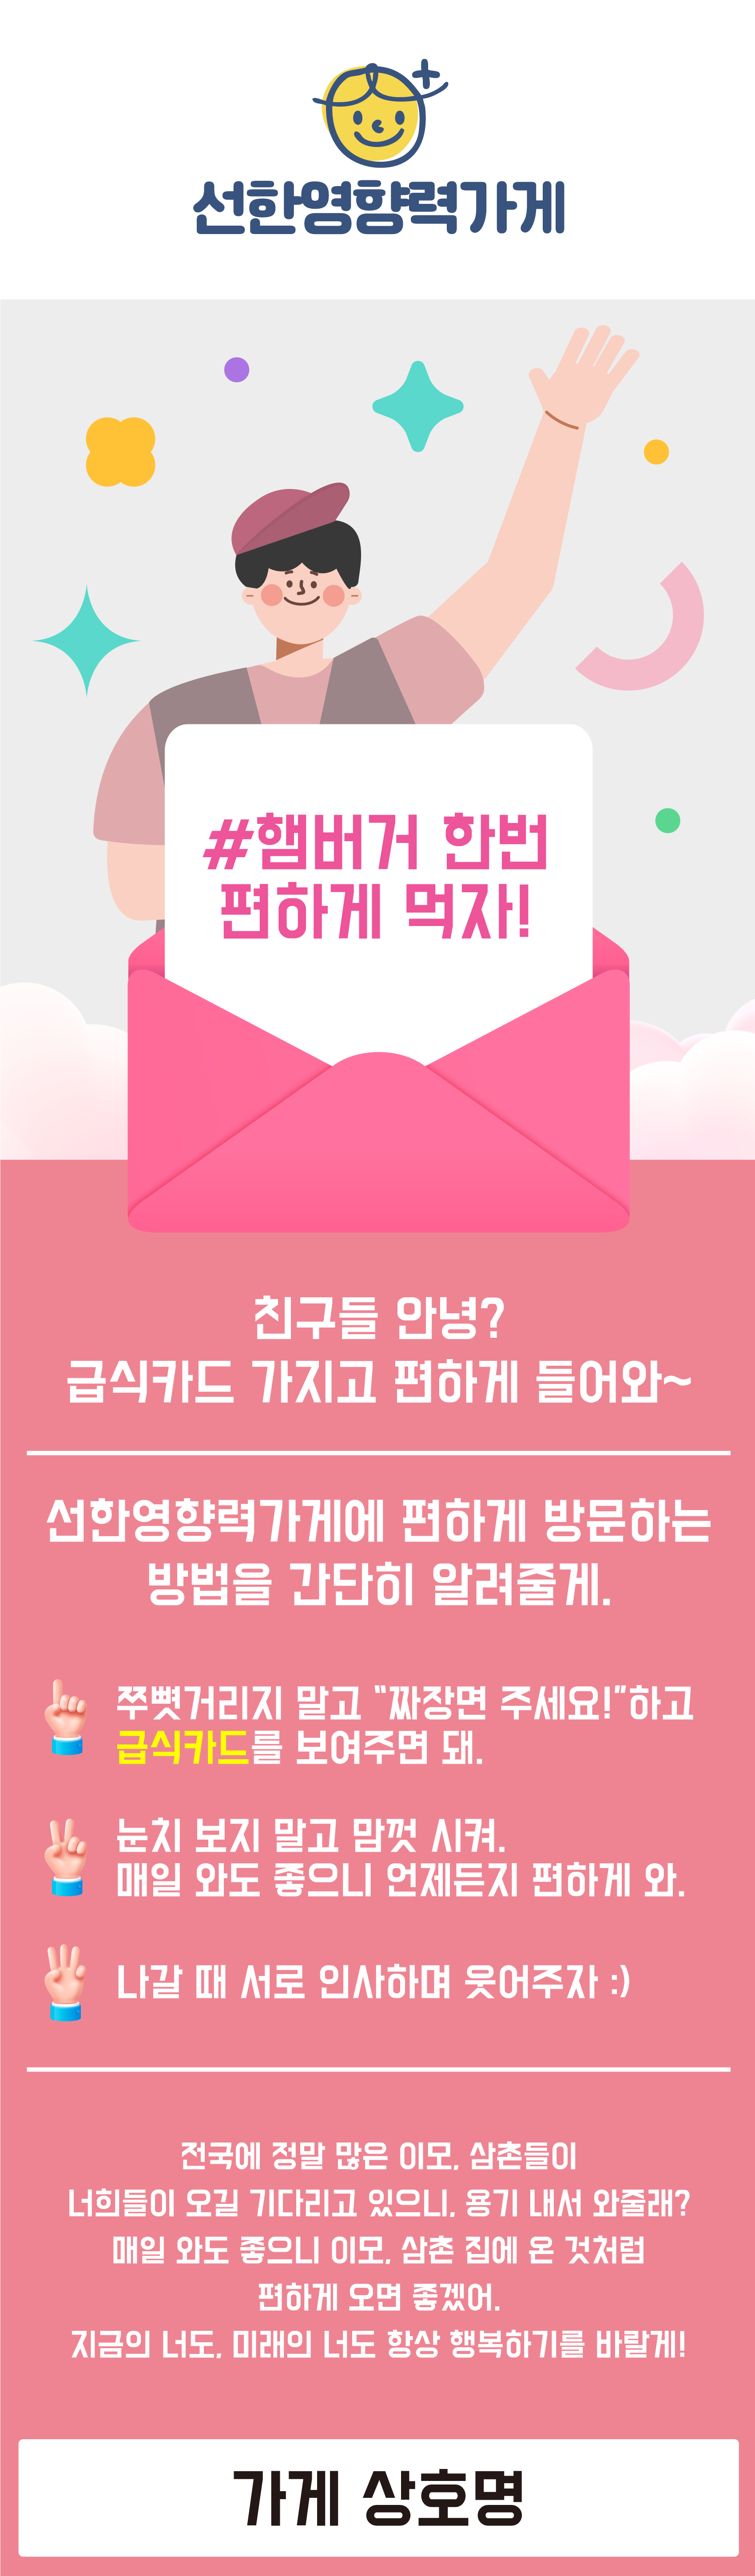 선한영향력가게
#햄버거 한번
편하게 먹자!
친구들 안녕?
급식카드 가지고 편하게 들어와~
선한영향력가게에 편하게 방문하는
방법을 간단히 알려줄게.
쭈뼛거리지 말고 “짜장면 주세요!”하고
급식카드를 보여주면 돼.
눈치 보지 말고 맘껏 시켜.
매일 와도 좋으니 언제든지 편하게 와.
나갈 때 서로 인사하며 웃어주자 :)
전국에 정말 많은 이모, 삼촌들이
너희들이 오길 기다리고 있으니, 용기 내서 와줄래?
매일 와도 좋으니 이모, 삼촌 집에 온 것처럼
편하게 오면 좋겠어.
지금의 너도, 미래의 너도 항상 행복하기를 바랄게!
가게 상호명